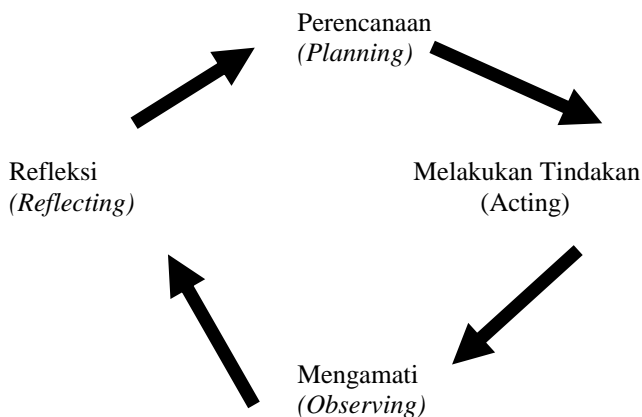 Perencanaan
(Planning)
Refleksi
(Reflecting)
Melakukan Tindakan
(Acting)
Mengamati
(Observing)